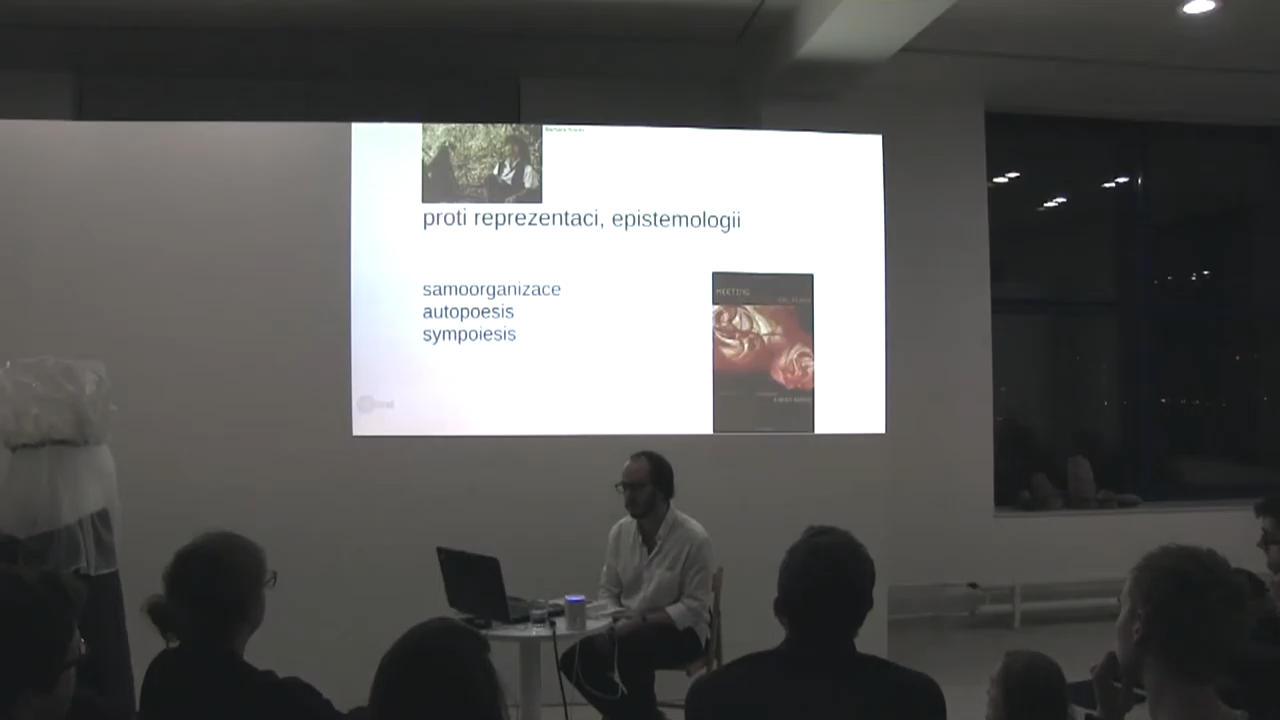 proti reprezentaci, epistemologii
samoorganizace
autopoesis
sympoiesis
MEETING